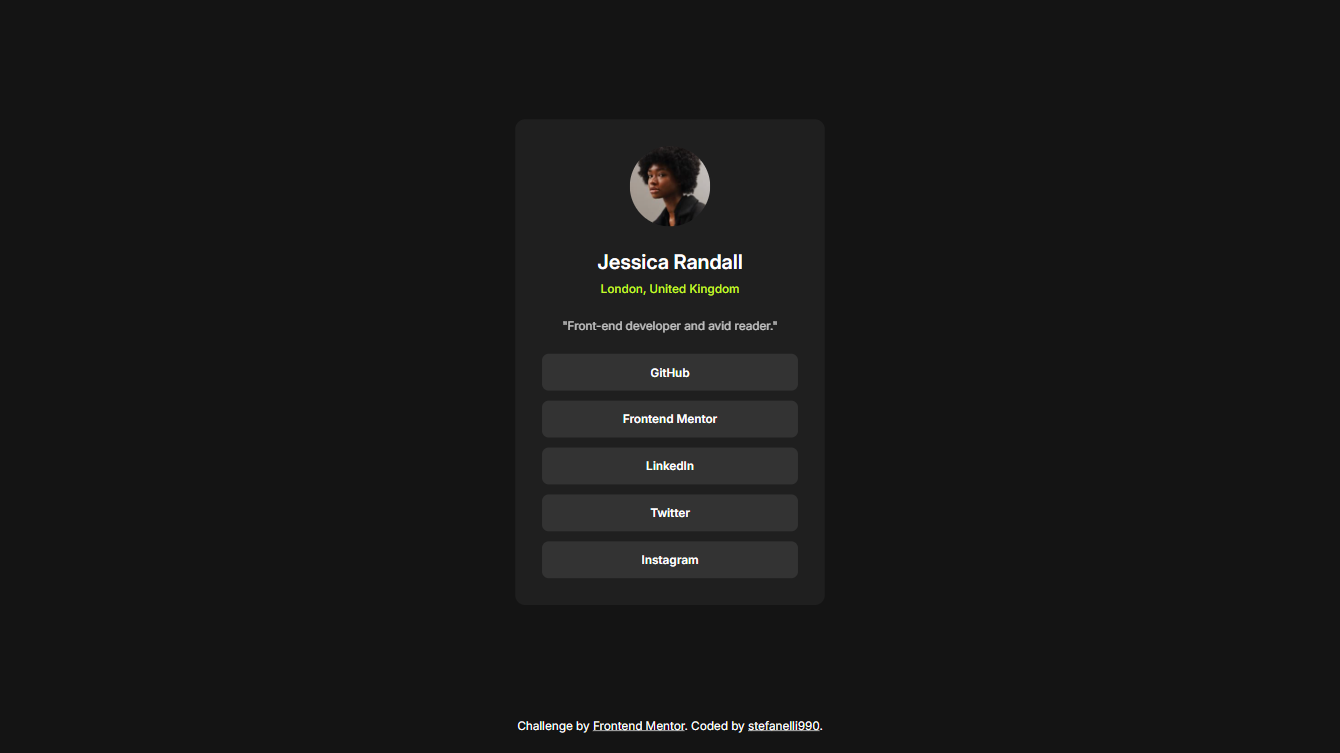 Jessica Randall
London, United Kingdom
"Front-end developer and avid reader."
GitHub
Frontend Mentor
LinkedIn
Twitter
Instagram
Challenge by Frontend Mentor. Coded by stefanelli990.